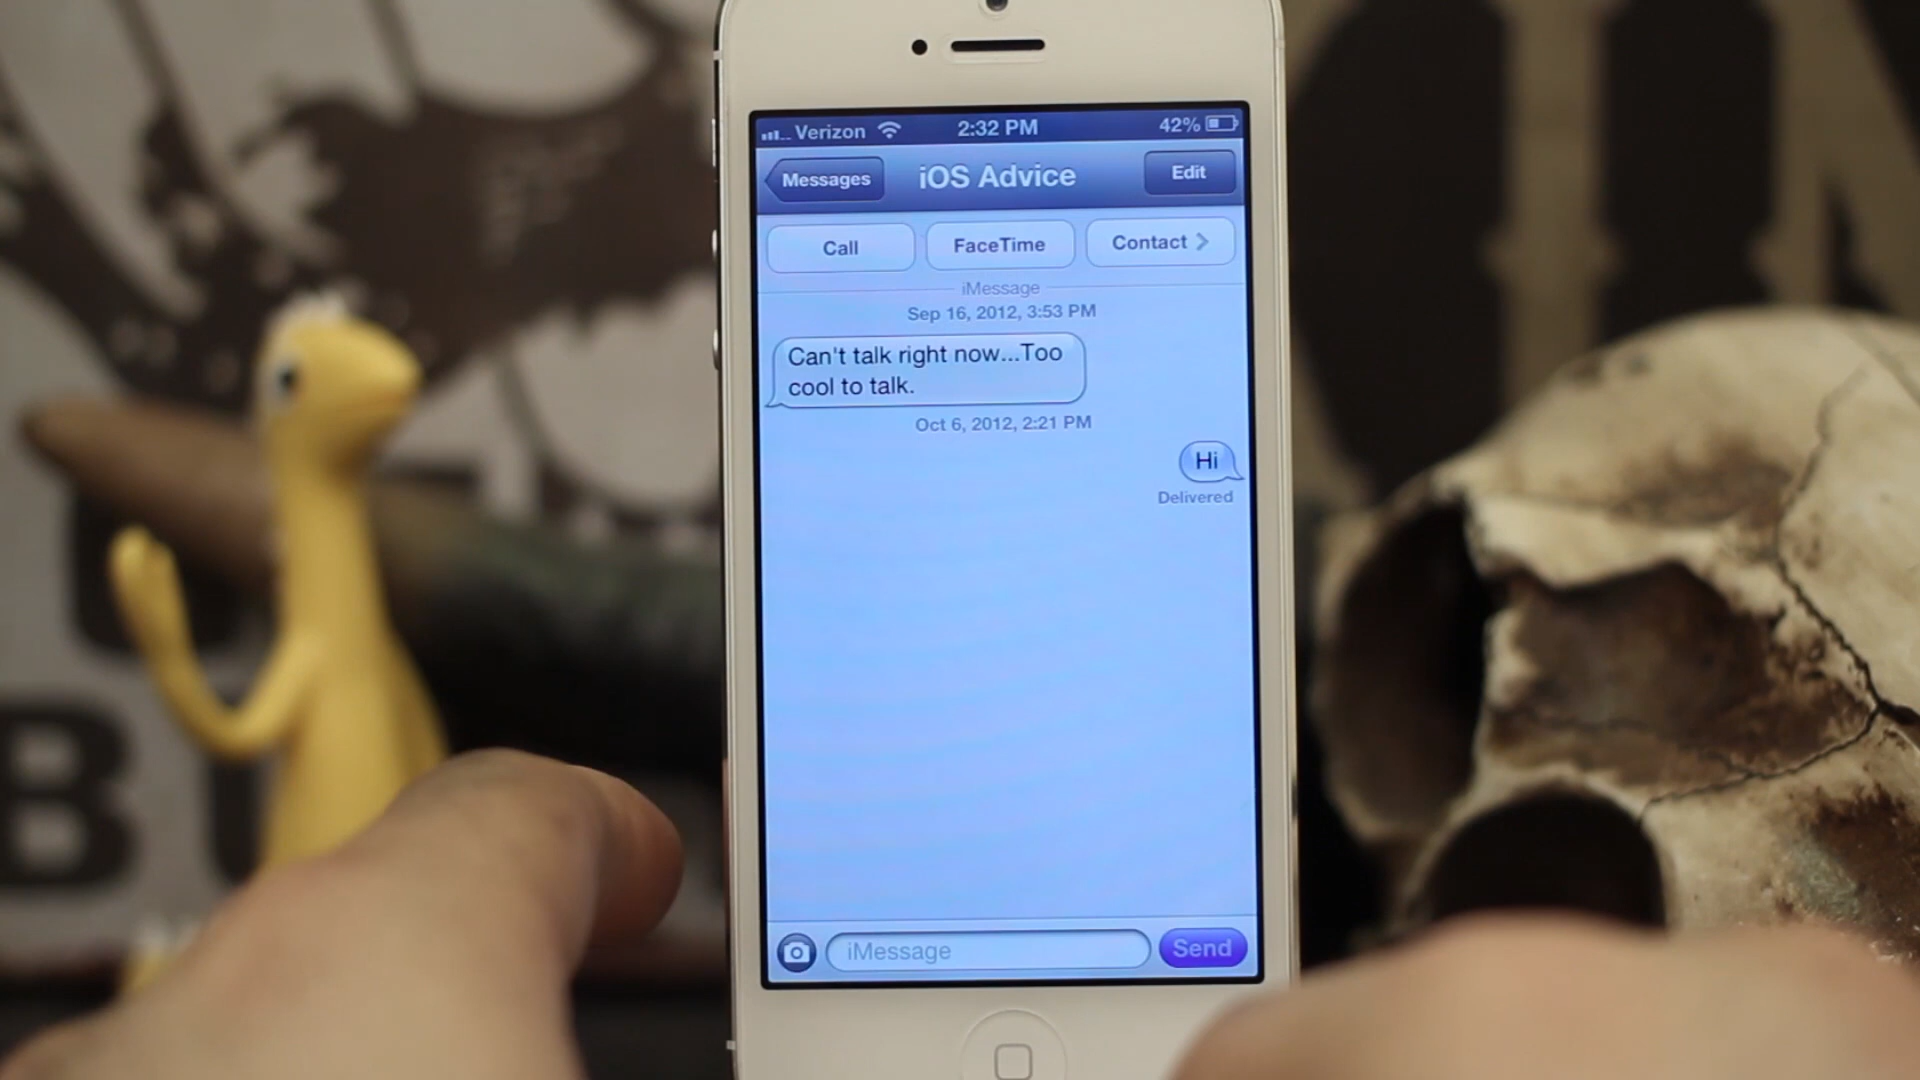 Verizon 2:32 PM 42%
Messages iOS Advice Edit
Call FaceTime Contact
iMessage
Sep 16, 2012, 3:53 PM
Can't talk right now...Too
cool to talk.
Oct 6, 2012, 2:21 PM
Hi
Delivered
iMessage Send